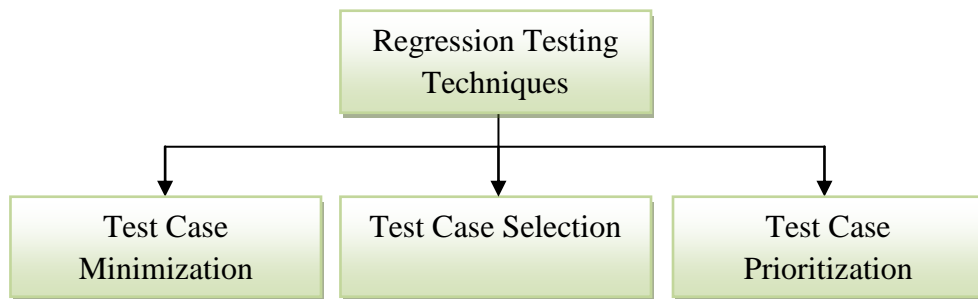 Regression Testing
Techniques
Test Case
Minimization
Test Case Selection
Test Case
Prioritization